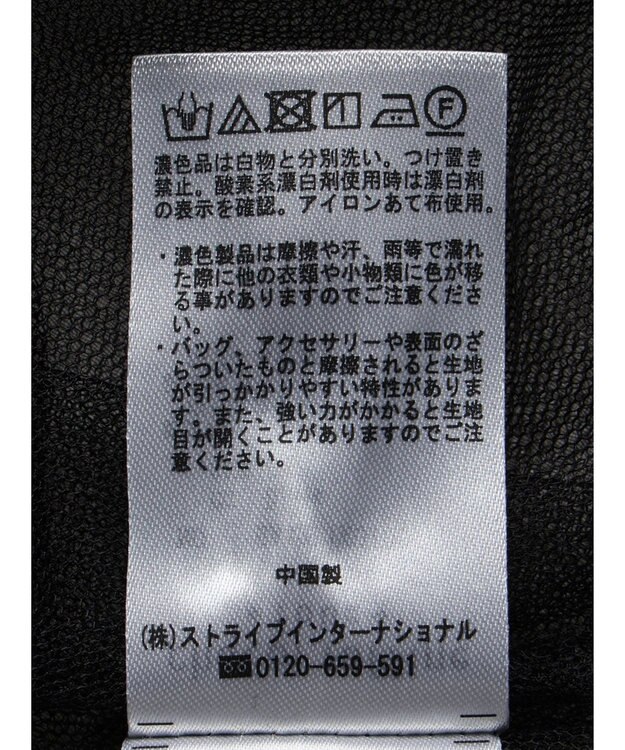 F
濃色品は白物と分別洗い。つけ置き
禁止。酸素系漂白剤使用時は漂白剤
の表示を確認。アイロンあて布使用。
・濃色製品は摩擦や汗、雨等で濡れ
た際に他の衣類や小物類に色が移
る事がありますのでご注意くださ
い。
・バッグ、アクセサリーや表面のざ
らついたものと摩擦されると生地
が引っかかりやすい特性がありま
す。また、強い力がかかると生地
目が開くことがありますのでご注
意ください。
中国製
(株)ストライプインターナショナル
0120-659-591